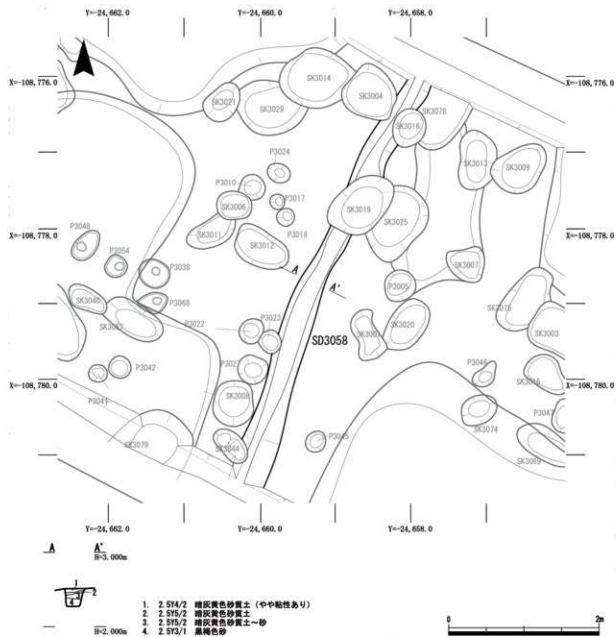 Y=-24,662.0
Y=-24,660.0
Y=-24,658.0
X=-108,776.0
X=-108,776.0
SK3021
SK3029
SK3014
SK3004
SK3078
SK3016
SK3013
SK3009
P3024
P3010
P3017
SK3006
P3018
SK3019
SK3025
X=-108,778.0
X=-108,778.0
P3048
SK3011
SK3012
P3054
P3038
A
A'
SK3007
P3005
SK3040
P3068
SK3076
P3022
P3023
SD3058
SK3020
SK3003
P3042
P3041
SK3008
P3046
X=-108,780.0
X=-108,780.0
SK3074
P3047
SK3079
SK3044
P3045
SK3069
Y=-24,662.0
Y=-24,660.0
Y=-24,658.0
A
A'
H=3.000m
1
2
3
4
1. 2.5Y4/2 暗灰黄色砂質土 (やや粘性あり)
2. 2.5Y5/2 暗灰黄色砂質土
3. 2.5Y5/2 暗灰黄色砂質土～砂
4. 2.5Y3/1 黒褐色砂
H=2.000m
0
2m